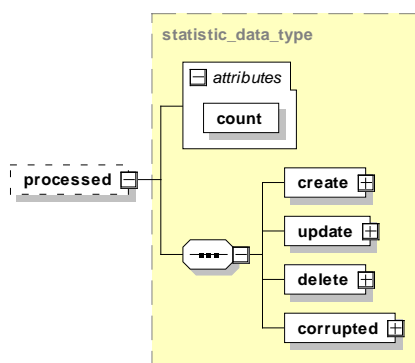 statistic_data_type
attributes
count
processed
create
update
delete
corrupted